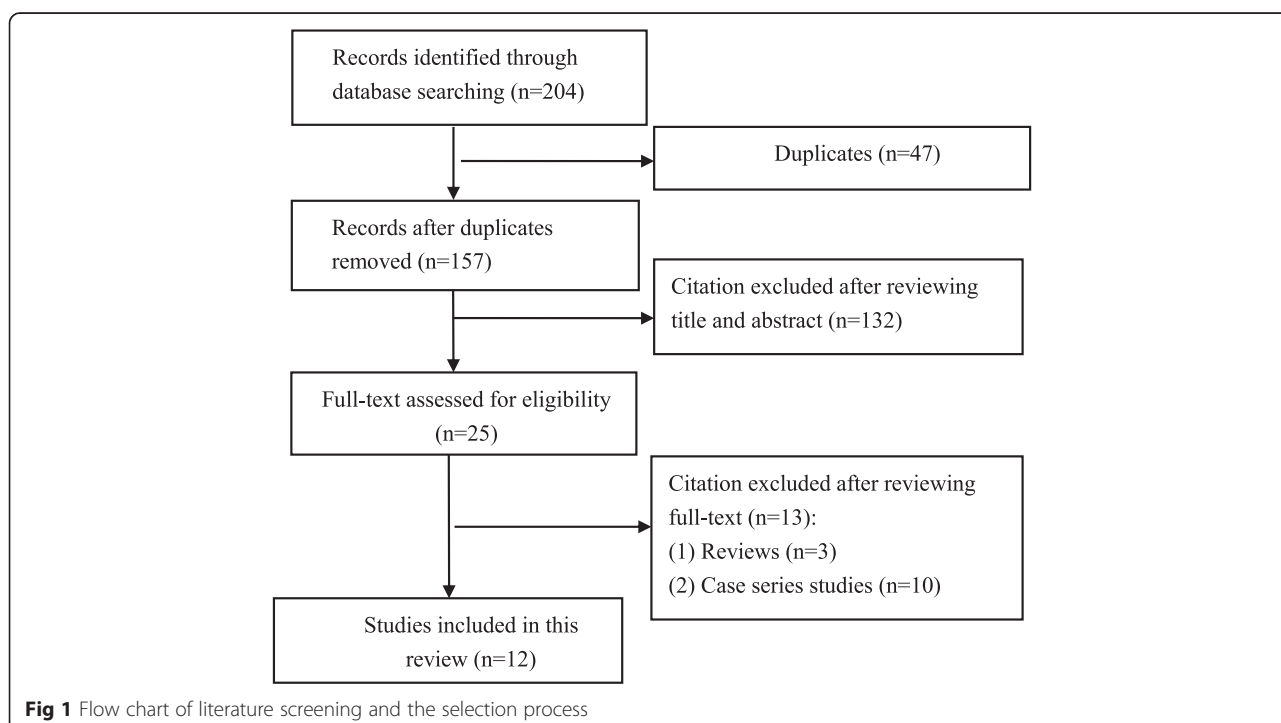 Records identified through
database searching (n=204)
Duplicates (n=47)
Records after duplicates
removed (n=157)
Citation excluded after reviewing
title and abstract (n=132)
Full-text assessed for eligibility
(n=25)
Citation excluded after reviewing
full-text (n=13):
(1) Reviews (n=3)
(2) Case series studies (n=10)
Studies included in this
review (n=12)
Fig 1 Flow chart of literature screening and the selection process